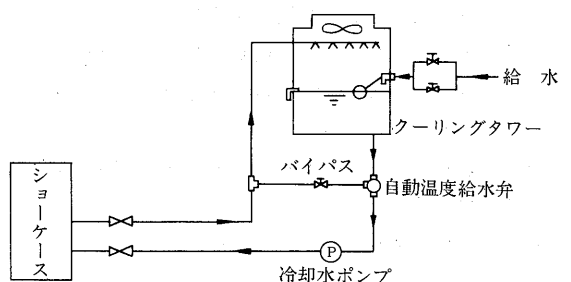 給水
クーリングタワー
バイパス
自動温度給水弁
ショーケース
P
冷却水ポンプ